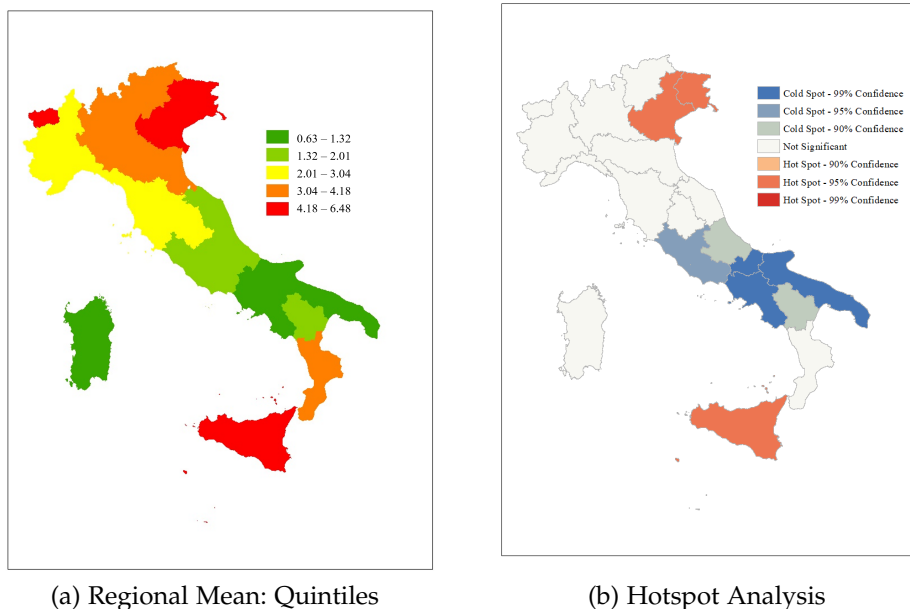 0.63 – 1.32
1.32 – 2.01
2.01 – 3.04
3.04 – 4.18
4.18 – 6.48
Cold Spot - 99% Confidence
Cold Spot - 95% Confidence
Cold Spot - 90% Confidence
Not Significant
Hot Spot - 90% Confidence
Hot Spot - 95% Confidence
Hot Spot - 99% Confidence
(a) Regional Mean: Quintiles
(b) Hotspot Analysis